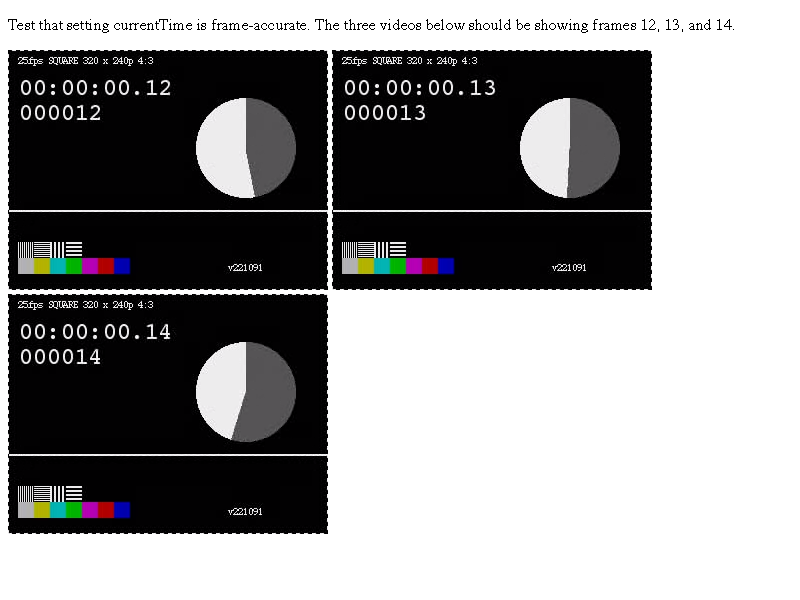 Test that setting currentTime is frame-accurate. The three videos below should be showing frames 12, 13, and 14.
25fps SQUARE 320 x 240p 4:3
00:00:00.12
000012
v221091
25fps SQUARE 320 x 240p 4:3
00:00:00.13
000013
v221091
25fps SQUARE 320 x 240p 4:3
00:00:00.14
000014
v221091